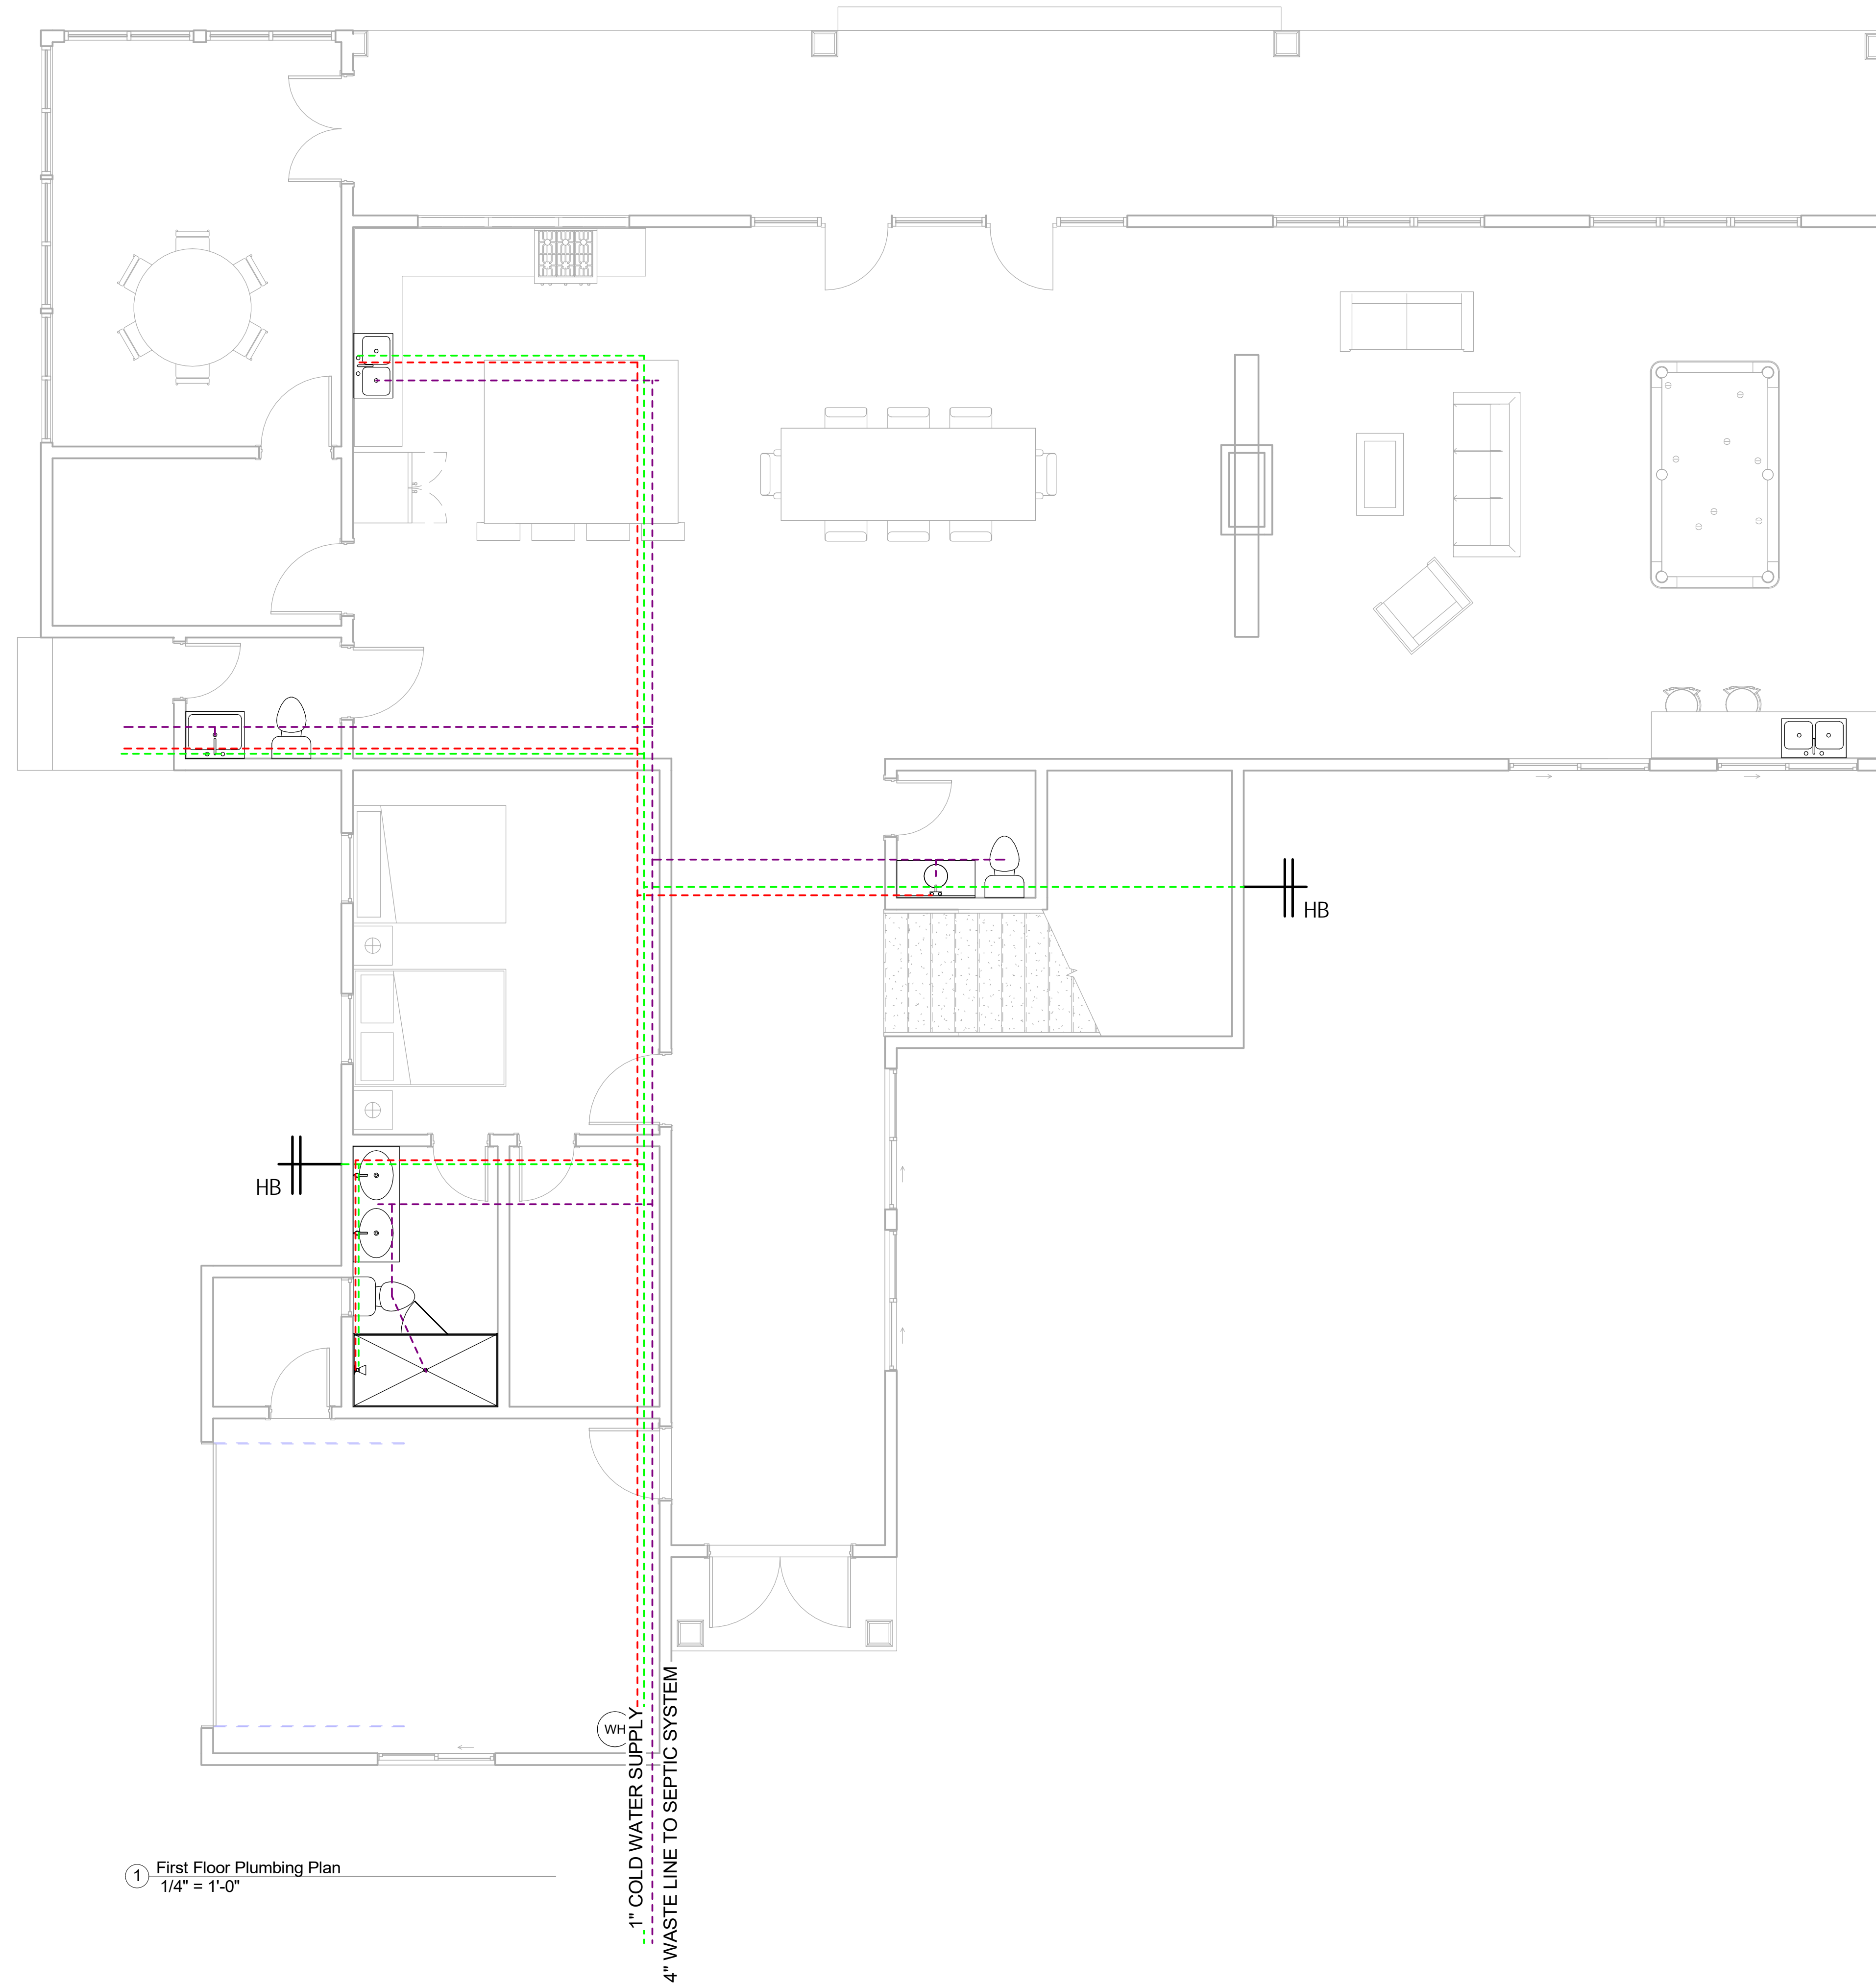 HB
HB
WH
1" COLD WATER SUPPLY
4" WASTE LINE TO SEPTIC SYSTEM
1
First Floor Plumbing Plan
1/4" = 1'-0"